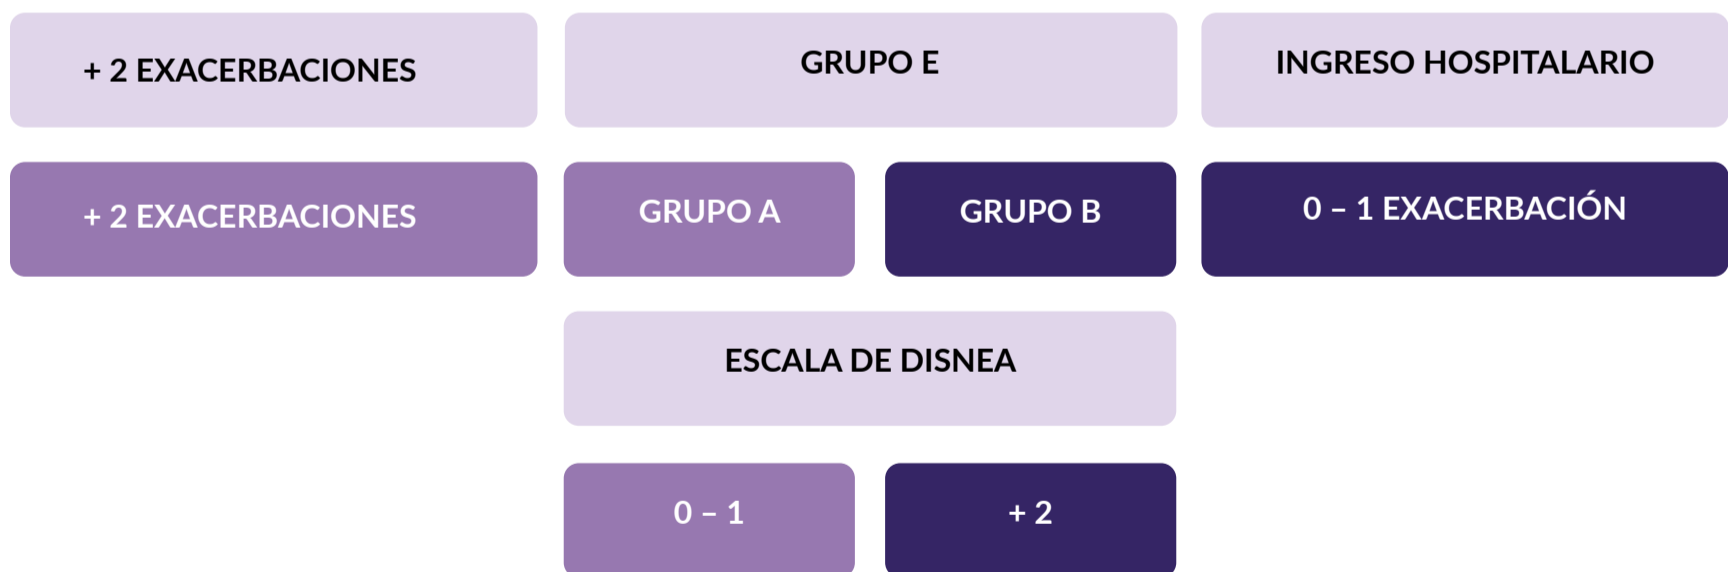 + 2 EXACERBACIONES
GRUPO E
INGRESO HOSPITALARIO
+ 2 EXACERBACIONES
GRUPO A
GRUPO B
0 – 1 EXACERBACIÓN
ESCALA DE DISNEA
0 – 1
+ 2